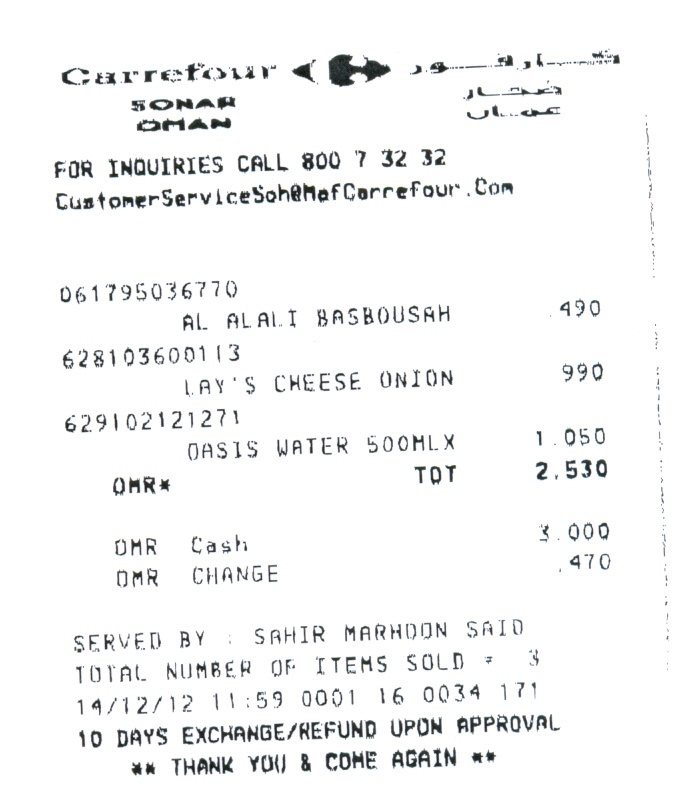 Carrefour كارفور
SOHAR صحار
OMAN عمان
FOR INQUIRIES CALL 800 7 32 32
CustomerServiceSoh@MafCarrefour.Com
061795036770
AL ALALI BASBOUSAH .490
628103600113
LAY'S CHEESE ONION 990
629102121271
OASIS WATER 500MLX 1.050
OMR* TOT 2.530
OMR Cash 3.000
OMR CHANGE .470
SERVED BY : SAHIR MARHOON SAID
TOTAL NUMBER OF ITEMS SOLD = 3
14/12/12 11:59 0001 16 0034 171
10 DAYS EXCHANGE/REFUND UPON APPROVAL
** THANK YOU & COME AGAIN **